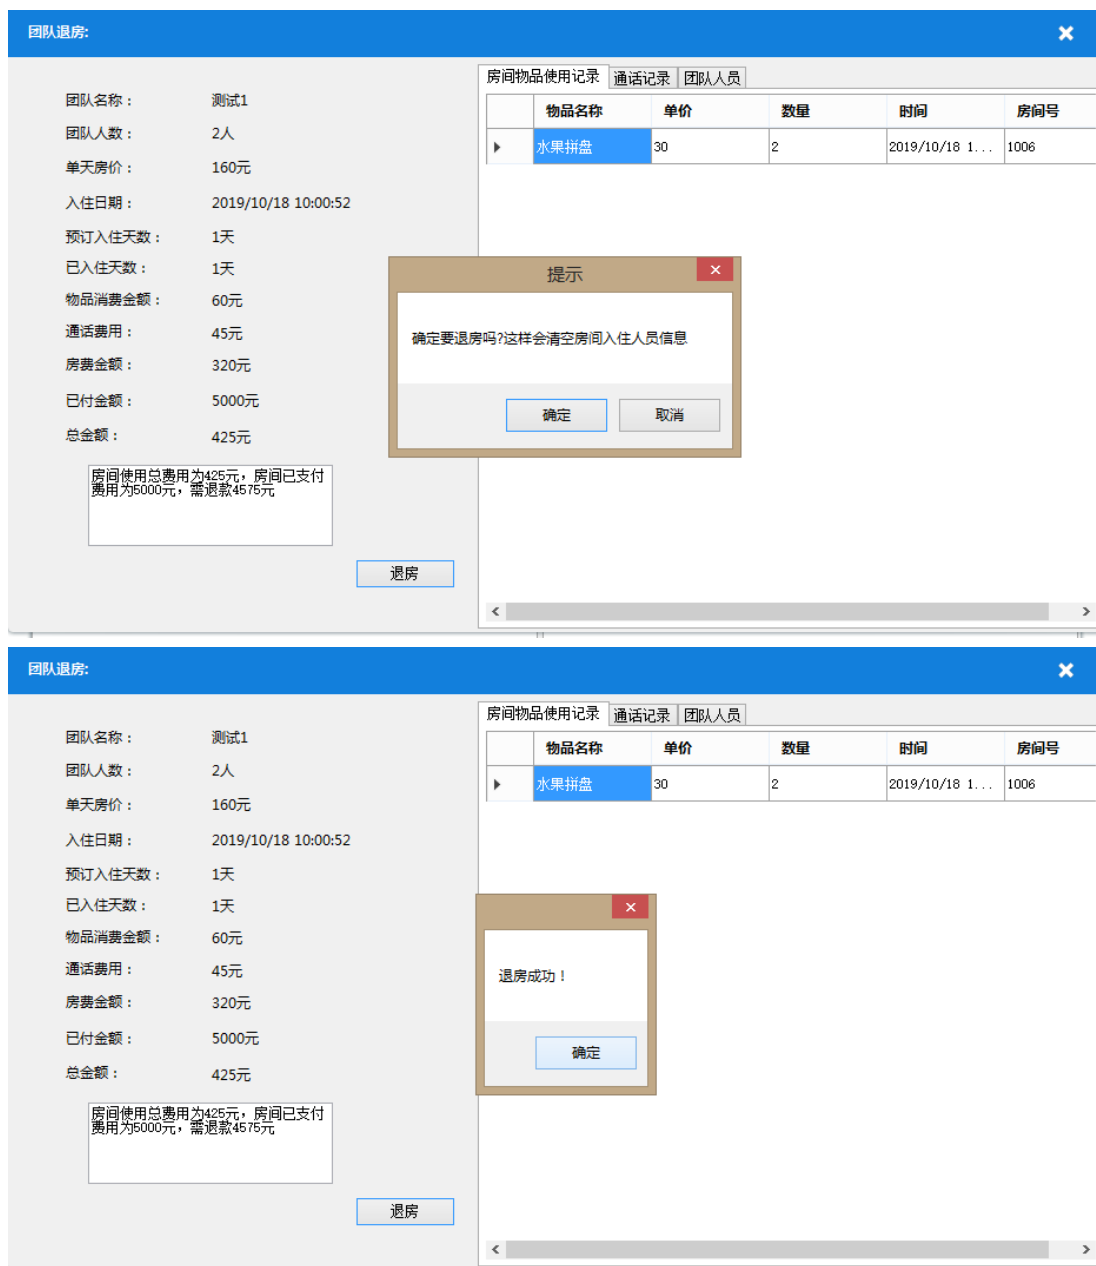 团队退房:
房间物品使用记录 通话记录 团队人员
物品名称 单价 数量 时间 房间号
水果拼盘 30 2 2019/10/18 1... 1006
团队名称： 测试1
团队人数： 2人
单天房价： 160元
入住日期： 2019/10/18 10:00:52
预订入住天数： 1天
已入住天数： 1天
物品消费金额： 60元
通话费用： 45元
房费金额： 320元
已付金额： 5000元
总金额： 425元
房间使用总费用为425元，房间已支付
费用为5000元，需退款4575元
退房
提示
确定要退房吗?这样会清空房间入住人员信息
确定 取消
团队退房:
房间物品使用记录 通话记录 团队人员
物品名称 单价 数量 时间 房间号
水果拼盘 30 2 2019/10/18 1... 1006
团队名称： 测试1
团队人数： 2人
单天房价： 160元
入住日期： 2019/10/18 10:00:52
预订入住天数： 1天
已入住天数： 1天
物品消费金额： 60元
通话费用： 45元
房费金额： 320元
已付金额： 5000元
总金额： 425元
房间使用总费用为425元，房间已支付
费用为5000元，需退款4575元
退房
退房成功！
确定